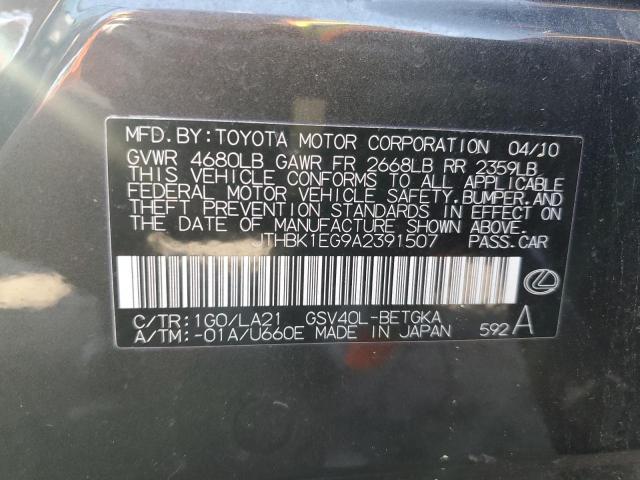 MFD. BY: TOYOTA MOTOR CORPORATION 04/10
GVWR 4680LB GAWR FR 2668LB RR 2359LB
THIS VEHICLE CONFORMS TO ALL APPLICABLE
FEDERAL MOTOR VEHICLE SAFETY, BUMPER, AND
THEFT PREVENTION STANDARDS IN EFFECT ON
THE DATE OF MANUFACTURE SHOWN ABOVE.
JTHBK1EG9A2391507 PASS. CAR
C/TR: 1G0/LA21 GSV40L-BETGKA
A/TM: -01A/U660E MADE IN JAPAN 592 A